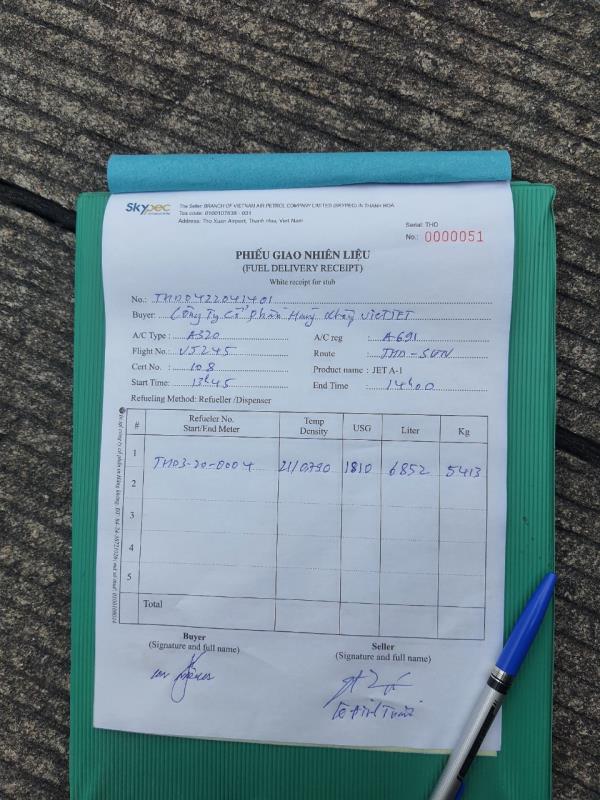 SKYPEC
The Seller: BRANCH OF VIETNAM AIR PETROL COMPANY LIMITED (SKYPEC) IN THANH HOA
Tax code: 0100107638 - 031
Address: Tho Xuan Airport, Thanh Hoa, Viet Nam
Serial: THD
No.: 0000051
PHIẾU GIAO NHIÊN LIỆU
(FUEL DELIVERY RECEIPT)
White receipt for stub
No.: THD0422041401
Buyer: Công Ty Cổ phần Hàng không VIETJET
A/C Type: A320 A/C reg A691
Flight No. VJ245 Route THD-SGN
Cert No. 108 Product name: JET A-1
Start Time: 13h45 End Time 14h00
Refueling Method: Refueller /Dispenser
# Refueler No. Start/End Meter Temp Density USG Liter Kg
1 THD3-20-0004 21/0790 1810 6852 5413
2
3
4
5
Total
Buyer Seller
(Signature and full name) (Signature and full name)